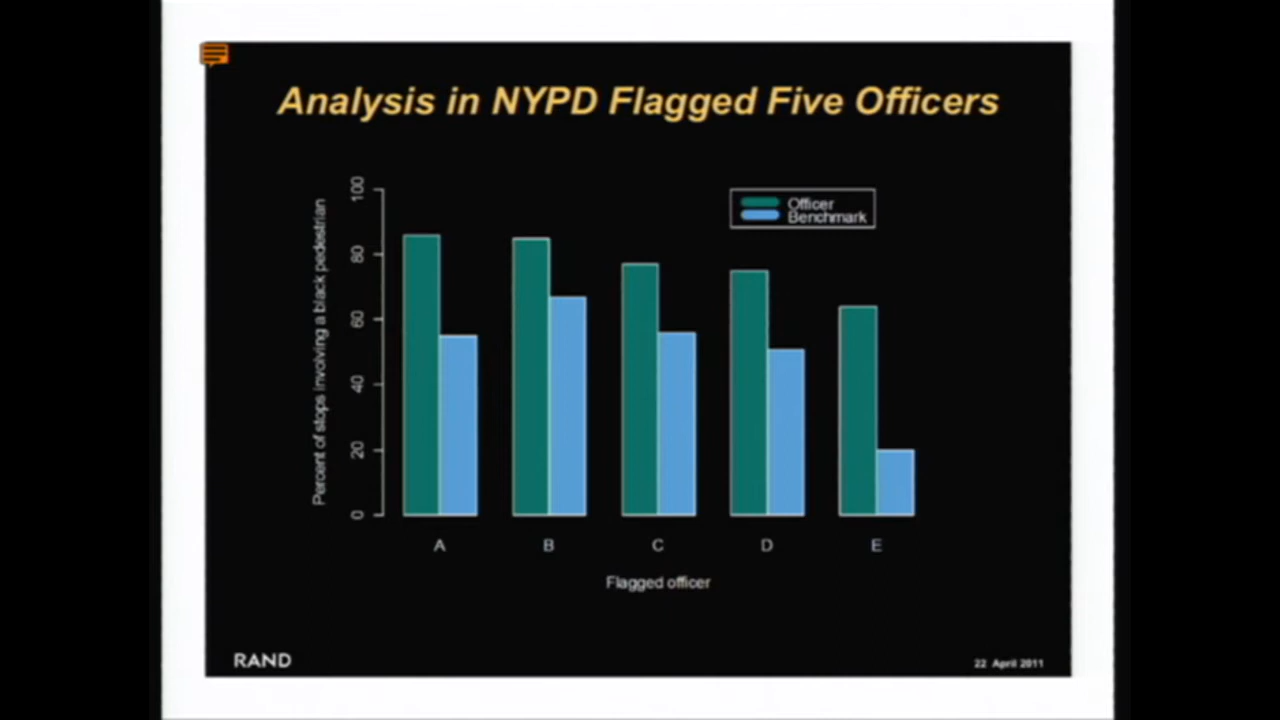 Analysis in NYPD Flagged Five Officers
Percent of stops involving a black pedestrian
100
80
60
40
20
0
Officer
Benchmark
A B C D E
Flagged officer
RAND
22 April 2011